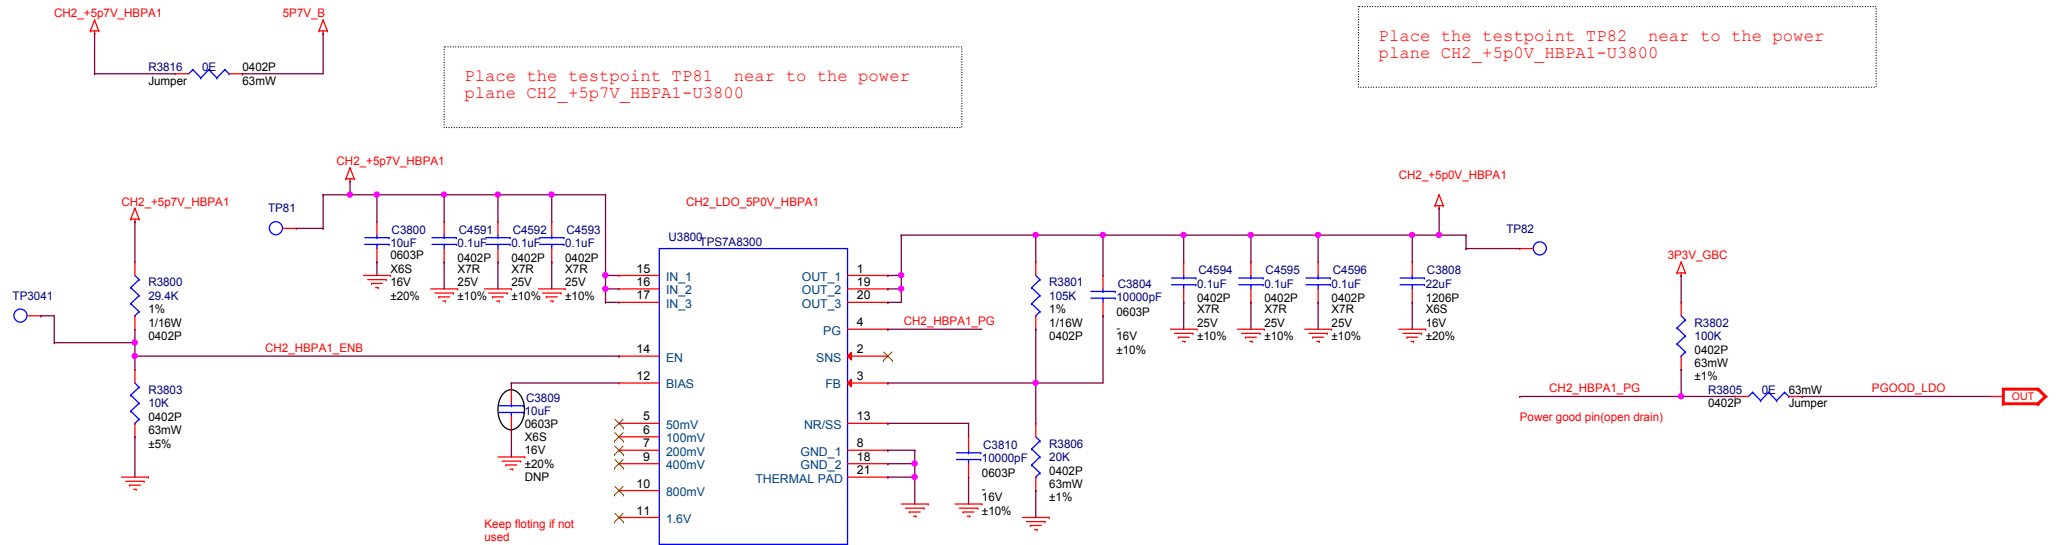 CH2_+5p7V_HBPA1
5P7V_B
R3816 0E 0402P
Jumper 63mW
Place the testpoint TP81 near to the power
plane CH2_+5p7V_HBPA1-U3800
Place the testpoint TP82 near to the power
plane CH2_+5p0V_HBPA1-U3800
CH2_+5p7V_HBPA1
R3800
29.4K
1%
1/16W
0402P
TP3041
CH2_HBPA1_ENB
R3803
10K
0402P
63mW
±5%
TP81
CH2_+5p7V_HBPA1
C3800
10uF
0603P
X6S
16V
±20%
C4591
0.1uF
0402P
X7R
25V
±10%
C4592
0.1uF
0402P
X7R
25V
±10%
C4593
0.1uF
0402P
X7R
25V
±10%
C3809
10uF
0603P
X6S
16V
±20%
DNP
Keep floting if not
used
CH2_LDO_5P0V_HBPA1
U3800
TPS7A8300
15 IN_1
16 IN_2
17 IN_3
14 EN
12 BIAS
5 50mV
6 100mV
7 200mV
9 400mV
10 800mV
11 1.6V
OUT_1 1
OUT_2 19
OUT_3 20
PG 4
SNS 2
FB 3
NR/SS 13
GND_1 8
GND_2 18
THERMAL PAD 21
CH2_HBPA1_PG
C3810
10000pF
0603P
-
16V
±10%
R3801
105K
1%
1/16W
0402P
R3806
20K
0402P
63mW
±1%
C3804
10000pF
0603P
-
16V
±10%
C4594
0.1uF
0402P
X7R
25V
±10%
C4595
0.1uF
0402P
X7R
25V
±10%
C4596
0.1uF
0402P
X7R
25V
±10%
C3808
22uF
1206P
X6S
16V
±20%
CH2_+5p0V_HBPA1
TP82
3P3V_GBC
R3802
100K
0402P
63mW
±1%
CH2_HBPA1_PG
R3805 0E 63mW
0402P Jumper
PGOOD_LDO
OUT
Power good pin(open drain)